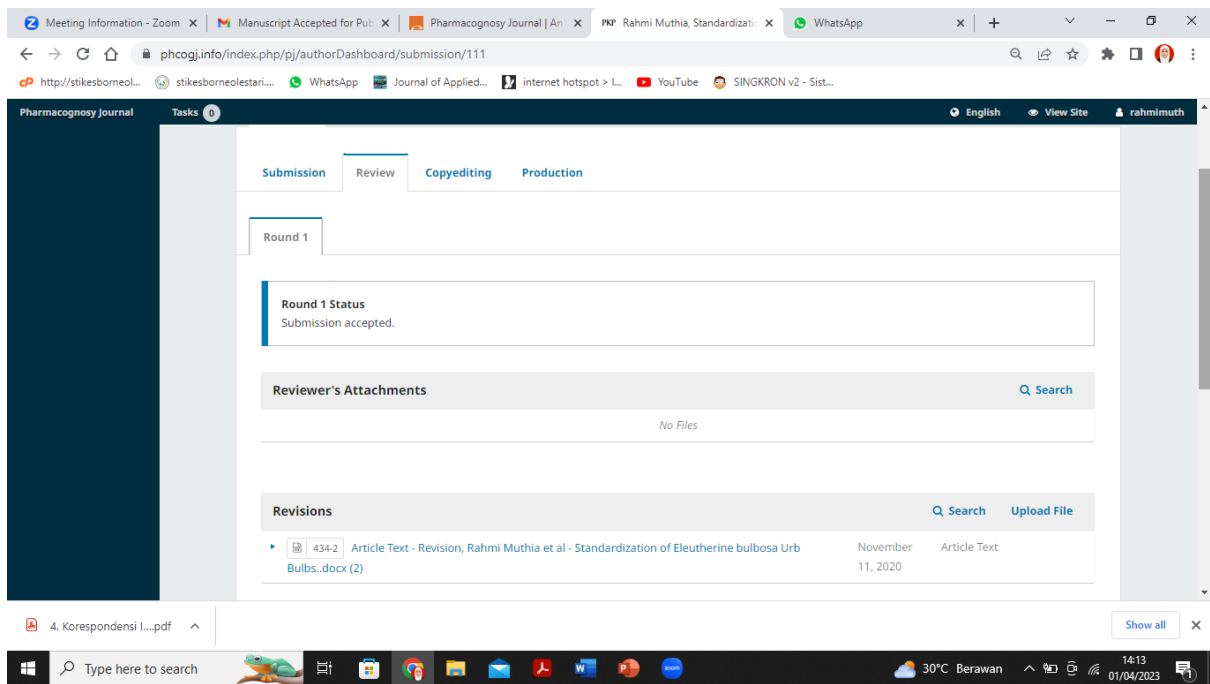 Meeting Information - Zoom
Manuscript Accepted for Pub
Pharmacognosy Journal | An
PKP Rahmi Muthia, Standardizatio
WhatsApp
phcogj.info/index.php/pj/authorDashboard/submission/111
http://stikesborneol...
stikesborneolestari....
WhatsApp
Journal of Applied...
internet hotspot > l...
YouTube
SINGKRON v2 - Sist...
Pharmacognosy Journal
Tasks 0
English
View Site
rahmimuth
Submission
Review
Copyediting
Production
Round 1
Round 1 Status
Submission accepted.
Reviewer's Attachments
Search
No Files
Revisions
Search
Upload File
434-2 Article Text - Revision, Rahmi Muthia et al - Standardization of Eleutherine bulbosa Urb
Bulbs..docx (2)
November
11, 2020
Article Text
4. Korespondensi I....pdf
Show all
Type here to search
zoom
30°C Berawan
14:13
01/04/2023
1